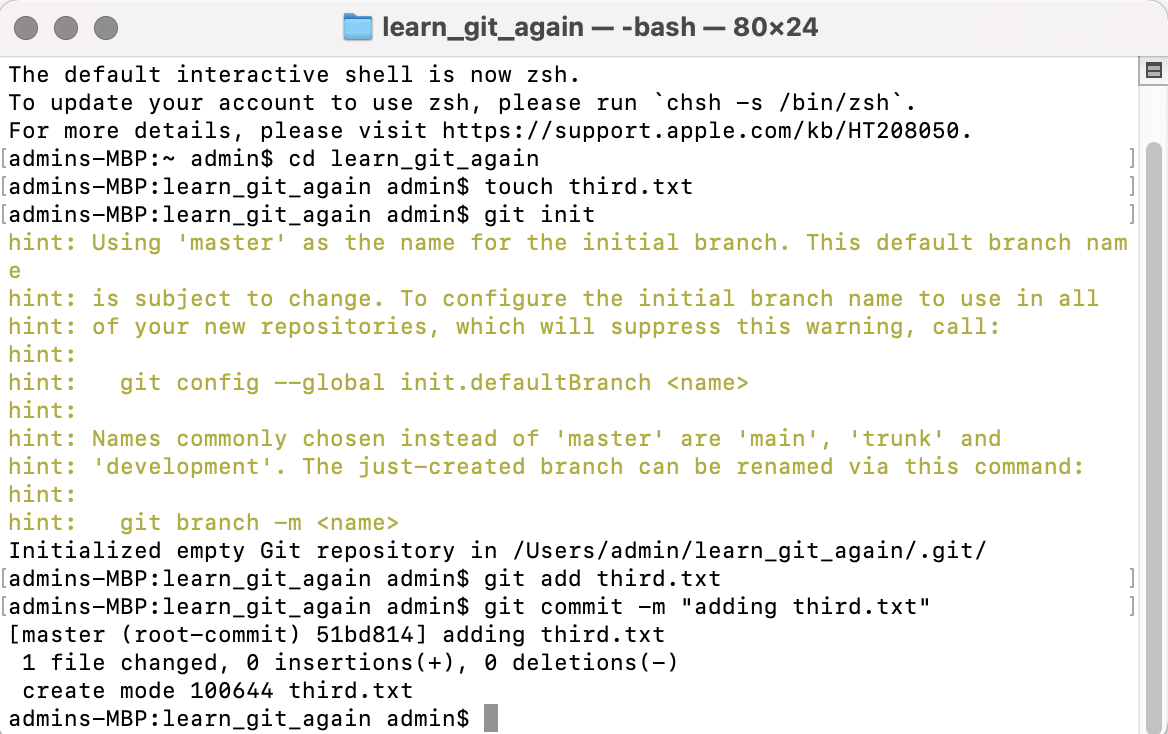 learn_git_again — -bash — 80×24
The default interactive shell is now zsh.
To update your account to use zsh, please run `chsh -s /bin/zsh`.
For more details, please visit https://support.apple.com/kb/HT208050.
[admins-MBP:~ admin$ cd learn_git_again ]
[admins-MBP:learn_git_again admin$ touch third.txt ]
[admins-MBP:learn_git_again admin$ git init ]
hint: Using 'master' as the name for the initial branch. This default branch nam
e
hint: is subject to change. To configure the initial branch name to use in all
hint: of your new repositories, which will suppress this warning, call:
hint:
hint:   git config --global init.defaultBranch <name>
hint:
hint: Names commonly chosen instead of 'master' are 'main', 'trunk' and
hint: 'development'. The just-created branch can be renamed via this command:
hint:
hint:   git branch -m <name>
Initialized empty Git repository in /Users/admin/learn_git_again/.git/
[admins-MBP:learn_git_again admin$ git add third.txt ]
[admins-MBP:learn_git_again admin$ git commit -m "adding third.txt" ]
[master (root-commit) 51bd814] adding third.txt
 1 file changed, 0 insertions(+), 0 deletions(-)
 create mode 100644 third.txt
admins-MBP:learn_git_again admin$